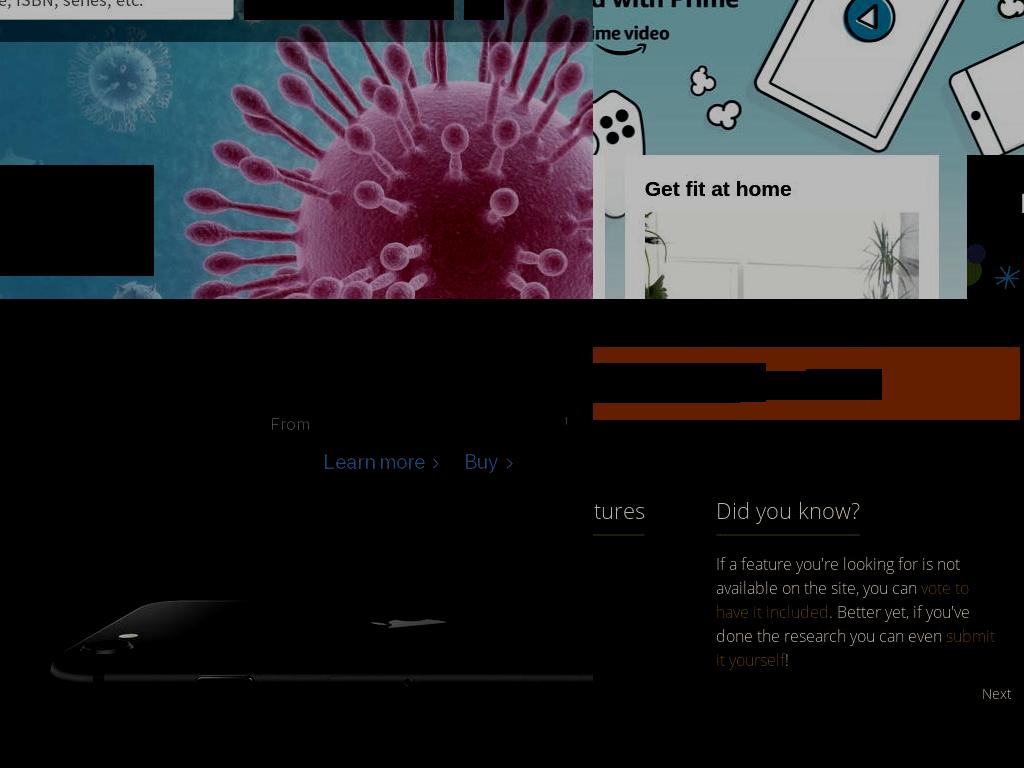 , ISBN, series, etc.
d with Prime
ime video
Get fit at home
From
Learn more
Buy
tures
Did you know?
If a feature you're looking for is not
available on the site, you can vote to
have it included. Better yet, if you've
done the research you can even submit
it yourself!
Next